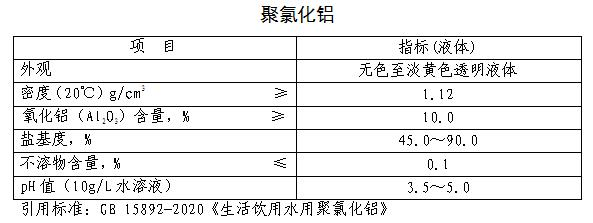 聚氯化铝
项 目 指标(液体)
外观 无色至淡黄色透明液体
密度(20℃)g/cm³ ≥ 1.12
氧化铝(Al₂O₃)含量,% ≥ 10.0
盐基度,% 45.0~90.0
不溶物含量,% ≤ 0.1
pH值(10g/L水溶液) 3.5~5.0
引用标准:GB 15892-2020《生活饮用水用聚氯化铝》